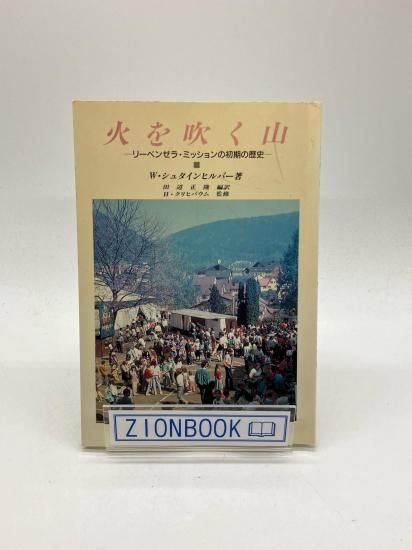 火を吹く山
―リーベンゼラ・ミッションの初期の歴史―
W・シュタインヒルバー著
田辺正隆 編訳
H・クリヒバウム 監修
ZIONBOOK